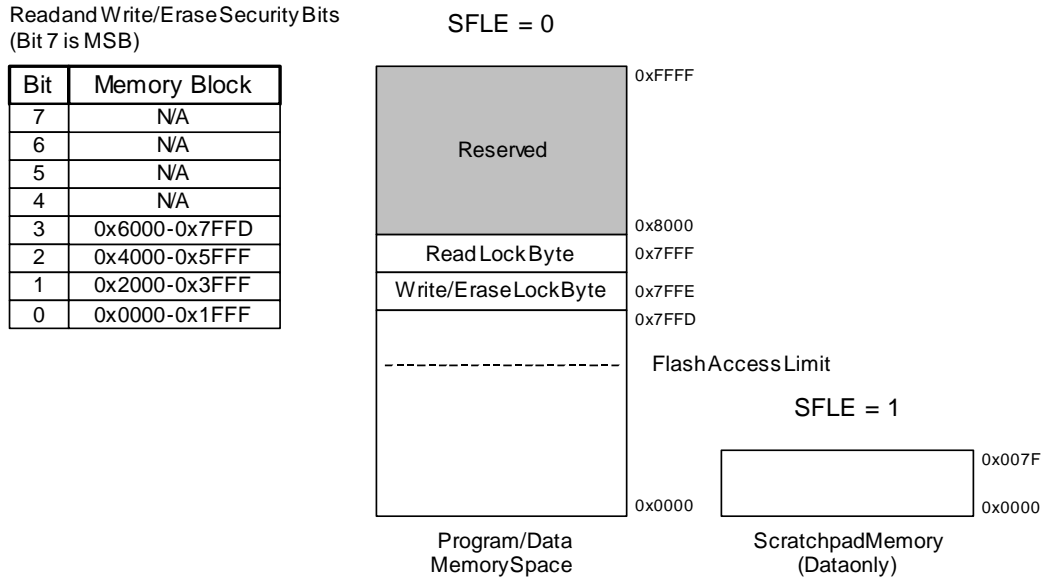 Read and Write/Erase Security Bits
(Bit 7 is MSB)
Bit Memory Block
7 N/A
6 N/A
5 N/A
4 N/A
3 0x6000-0x7FFD
2 0x4000-0x5FFF
1 0x2000-0x3FFF
0 0x0000-0x1FFF
SFLE = 0
0xFFFF
Reserved
0x8000
Read Lock Byte 0x7FFF
Write/Erase Lock Byte 0x7FFE
0x7FFD
Flash Access Limit
0x0000
Program/Data
Memory Space
SFLE = 1
0x007F
0x0000
Scratchpad Memory
(Data only)